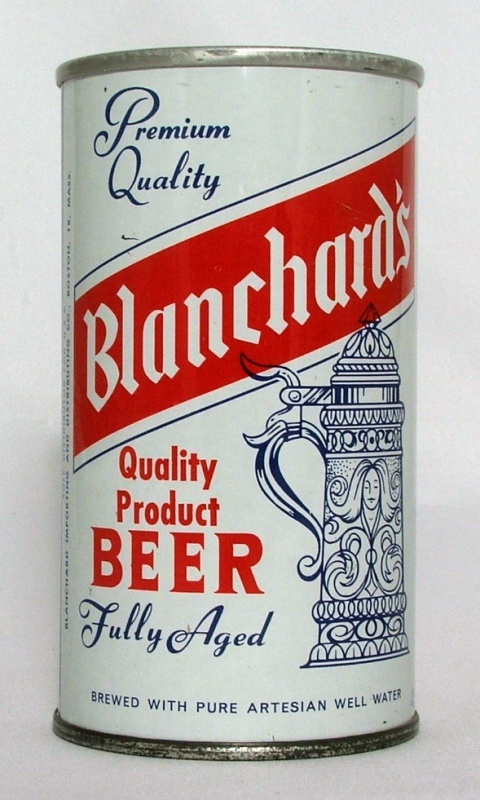 Premium
Quality
Blanchard's
Quality
Product
BEER
Fully Aged
BREWED WITH PURE ARTESIAN WELL WATER
BLANCHARD IMPORTING AND DISTRIBUTING CO., BOSTON, 19, MASS.